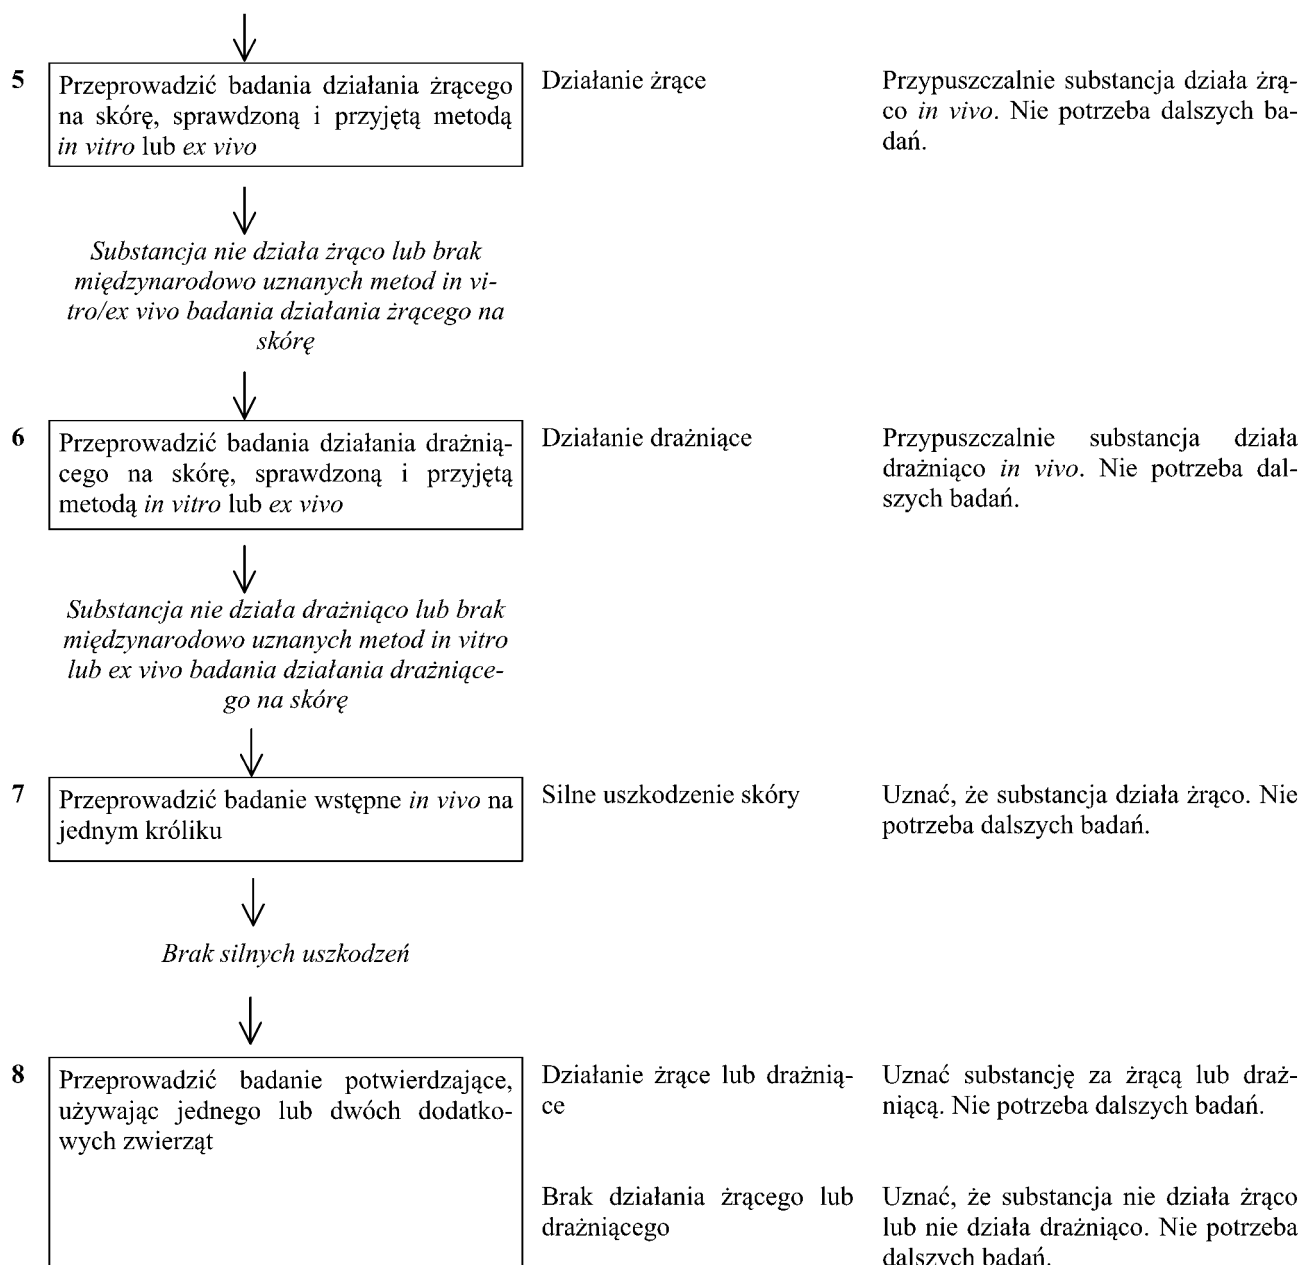 5
Przeprowadzić badania działania żrącego
na skórę, sprawdzoną i przyjętą metodą
in vitro lub ex vivo
Działanie żrące
Przypuszczalnie substancja działa żrą-
co in vivo. Nie potrzeba dalszych ba-
dań.
Substancja nie działa żrąco lub brak
międzynarodowo uznanych metod in vi-
tro/ex vivo badania działania żrącego na
skórę
6
Przeprowadzić badania działania drażnią-
cego na skórę, sprawdzoną i przyjętą
metodą in vitro lub ex vivo
Działanie drażniące
Przypuszczalnie substancja działa
drażniąco in vivo. Nie potrzeba dal-
szych badań.
Substancja nie działa drażniąco lub brak
międzynarodowo uznanych metod in vitro
lub ex vivo badania działania drażniące-
go na skórę
7
Przeprowadzić badanie wstępne in vivo na
jednym króliku
Silne uszkodzenie skóry
Uznać, że substancja działa żrąco. Nie
potrzeba dalszych badań.
Brak silnych uszkodzeń
8
Przeprowadzić badanie potwierdzające,
używając jednego lub dwóch dodatko-
wych zwierząt
Działanie żrące lub drażnią-
ce
Uznać substancję za żrącą lub draż-
niącą. Nie potrzeba dalszych badań.
Brak działania żrącego lub
drażniącego
Uznać, że substancja nie działa żrąco
lub nie działa drażniąco. Nie potrzeba
dalszych badań.